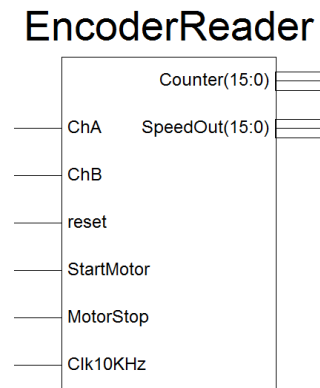 EncoderReader
Counter(15:0)
ChA
SpeedOut(15:0)
ChB
reset
StartMotor
MotorStop
Clk10KHz